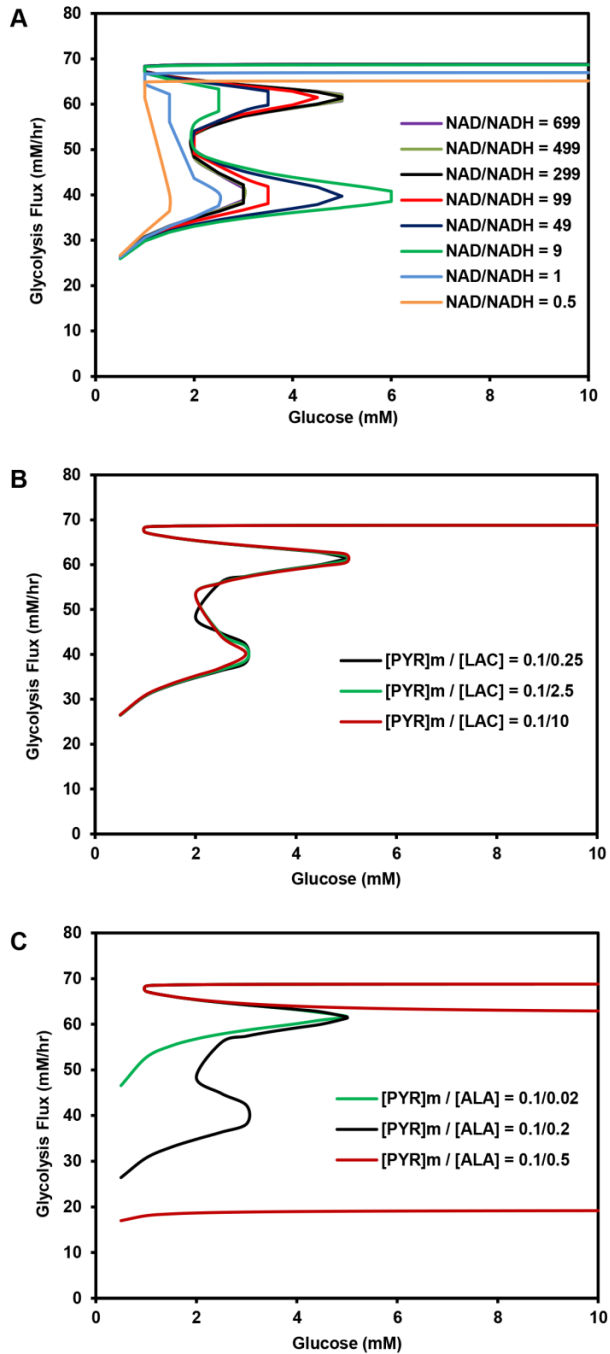 A
Glycolysis Flux (mM/hr)
80
70
60
50
40
30
20
10
0
NAD/NADH = 699
NAD/NADH = 499
NAD/NADH = 299
NAD/NADH = 99
NAD/NADH = 49
NAD/NADH = 9
NAD/NADH = 1
NAD/NADH = 0.5
0 2 4 6 8 10
Glucose (mM)
B
Glycolysis Flux (mM/hr)
80
70
60
50
40
30
20
10
0
[PYR]m / [LAC] = 0.1/0.25
[PYR]m / [LAC] = 0.1/2.5
[PYR]m / [LAC] = 0.1/10
0 2 4 6 8 10
Glucose (mM)
C
Glycolysis Flux (mM/hr)
80
70
60
50
40
30
20
10
0
[PYR]m / [ALA] = 0.1/0.02
[PYR]m / [ALA] = 0.1/0.2
[PYR]m / [ALA] = 0.1/0.5
0 2 4 6 8 10
Glucose (mM)